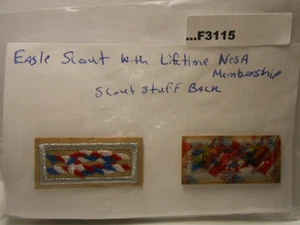 ...F3115
Eagle Scout with Lifetime NESA
Membership
Scout Stuff Back